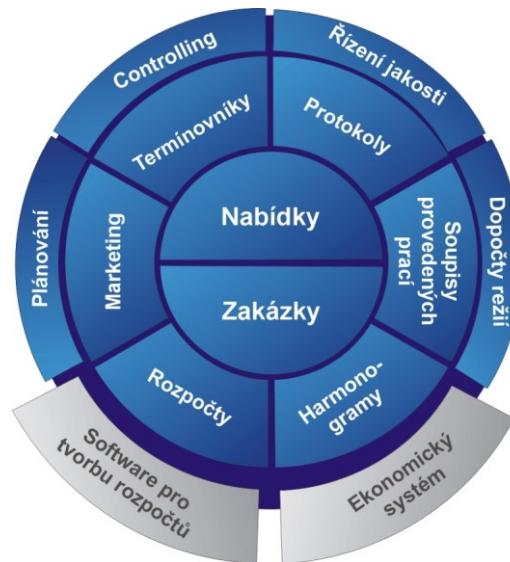 Controlling
Řízení jakosti
Termínovníky
Protokoly
Plánování
Marketing
Nabídky
Soupisy
provedených
prací
Dopočty režií
Zakázky
Rozpočty
Harmono-
gramy
Software pro
tvorbu rozpočtů
Ekonomický
systém